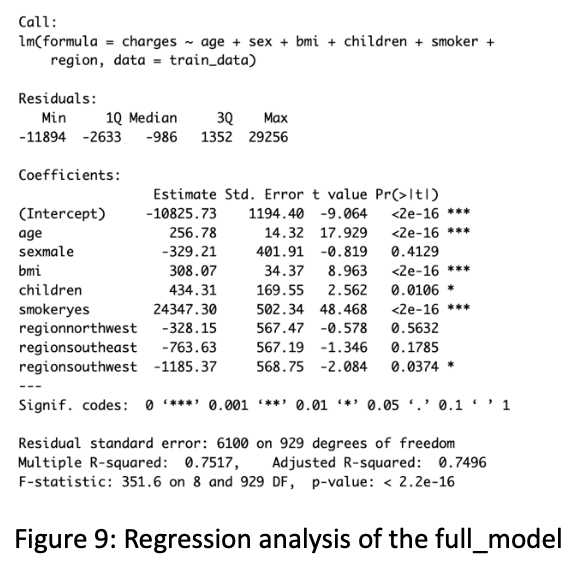 Call:
lm(formula = charges ~ age + sex + bmi + children + smoker +
    region, data = train_data)
Residuals:
   Min     1Q Median     3Q    Max
-11894  -2633   -986   1352  29256
Coefficients:
                 Estimate Std. Error t value Pr(>|t|)
(Intercept)     -10825.73    1194.40  -9.064   <2e-16 ***
age                256.78      14.32  17.929   <2e-16 ***
sexmale           -329.21     401.91  -0.819   0.4129
bmi                308.07      34.37   8.963   <2e-16 ***
children           434.31     169.55   2.562   0.0106 *
smokeryes        24347.30     502.34  48.468   <2e-16 ***
regionnorthwest   -328.15     567.47  -0.578   0.5632
regionsoutheast   -763.63     567.19  -1.346   0.1785
regionsouthwest  -1185.37     568.75  -2.084   0.0374 *
---
Signif. codes:  0 ‘***’ 0.001 ‘**’ 0.01 ‘*’ 0.05 ‘.’ 0.1 ‘ ’ 1
Residual standard error: 6100 on 929 degrees of freedom
Multiple R-squared:  0.7517,    Adjusted R-squared:  0.7496
F-statistic: 351.6 on 8 and 929 DF,  p-value: < 2.2e-16
Figure 9: Regression analysis of the full_model